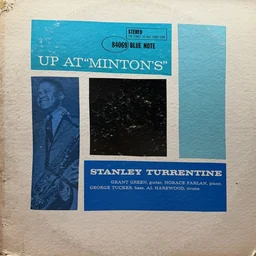 STEREO
84069 BLUE NOTE
UP AT "MINTON'S"
STANLEY TURRENTINE
GRANT GREEN, guitar, HORACE PARLAN, piano,
GEORGE TUCKER, bass, AL HAREWOOD, drums